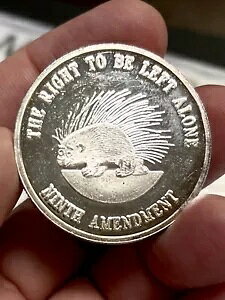 THE RIGHT TO BE LEFT ALONE
NINTH AMENDMENT